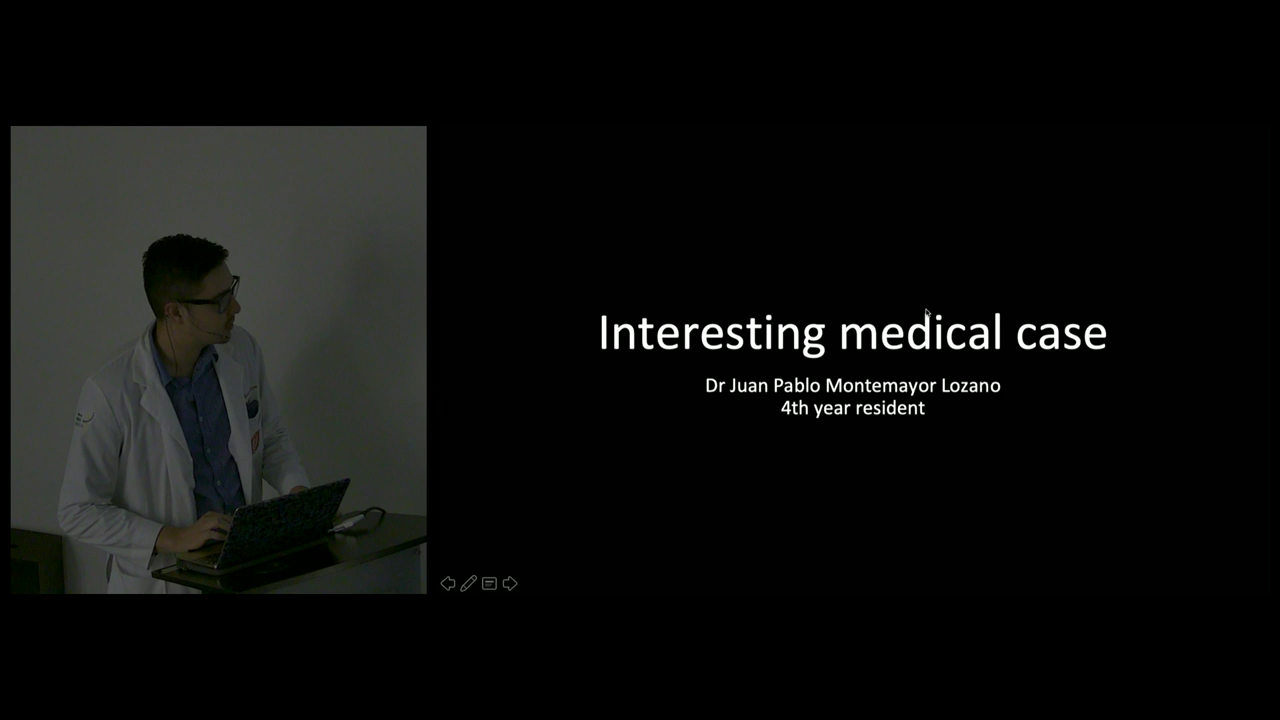 Interesting medical case
Dr Juan Pablo Montemayor Lozano
4th year resident